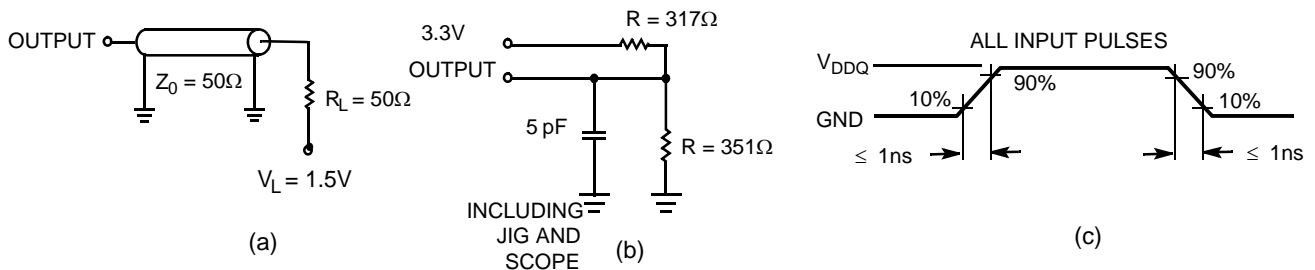 OUTPUT
Z0 = 50Ω
RL = 50Ω
VL = 1.5V
(a)
R = 317Ω
3.3V
OUTPUT
5 pF
R = 351Ω
INCLUDING
JIG AND
SCOPE
(b)
ALL INPUT PULSES
VDDQ
GND
10%
90%
90%
10%
≤ 1ns
≤ 1ns
(c)